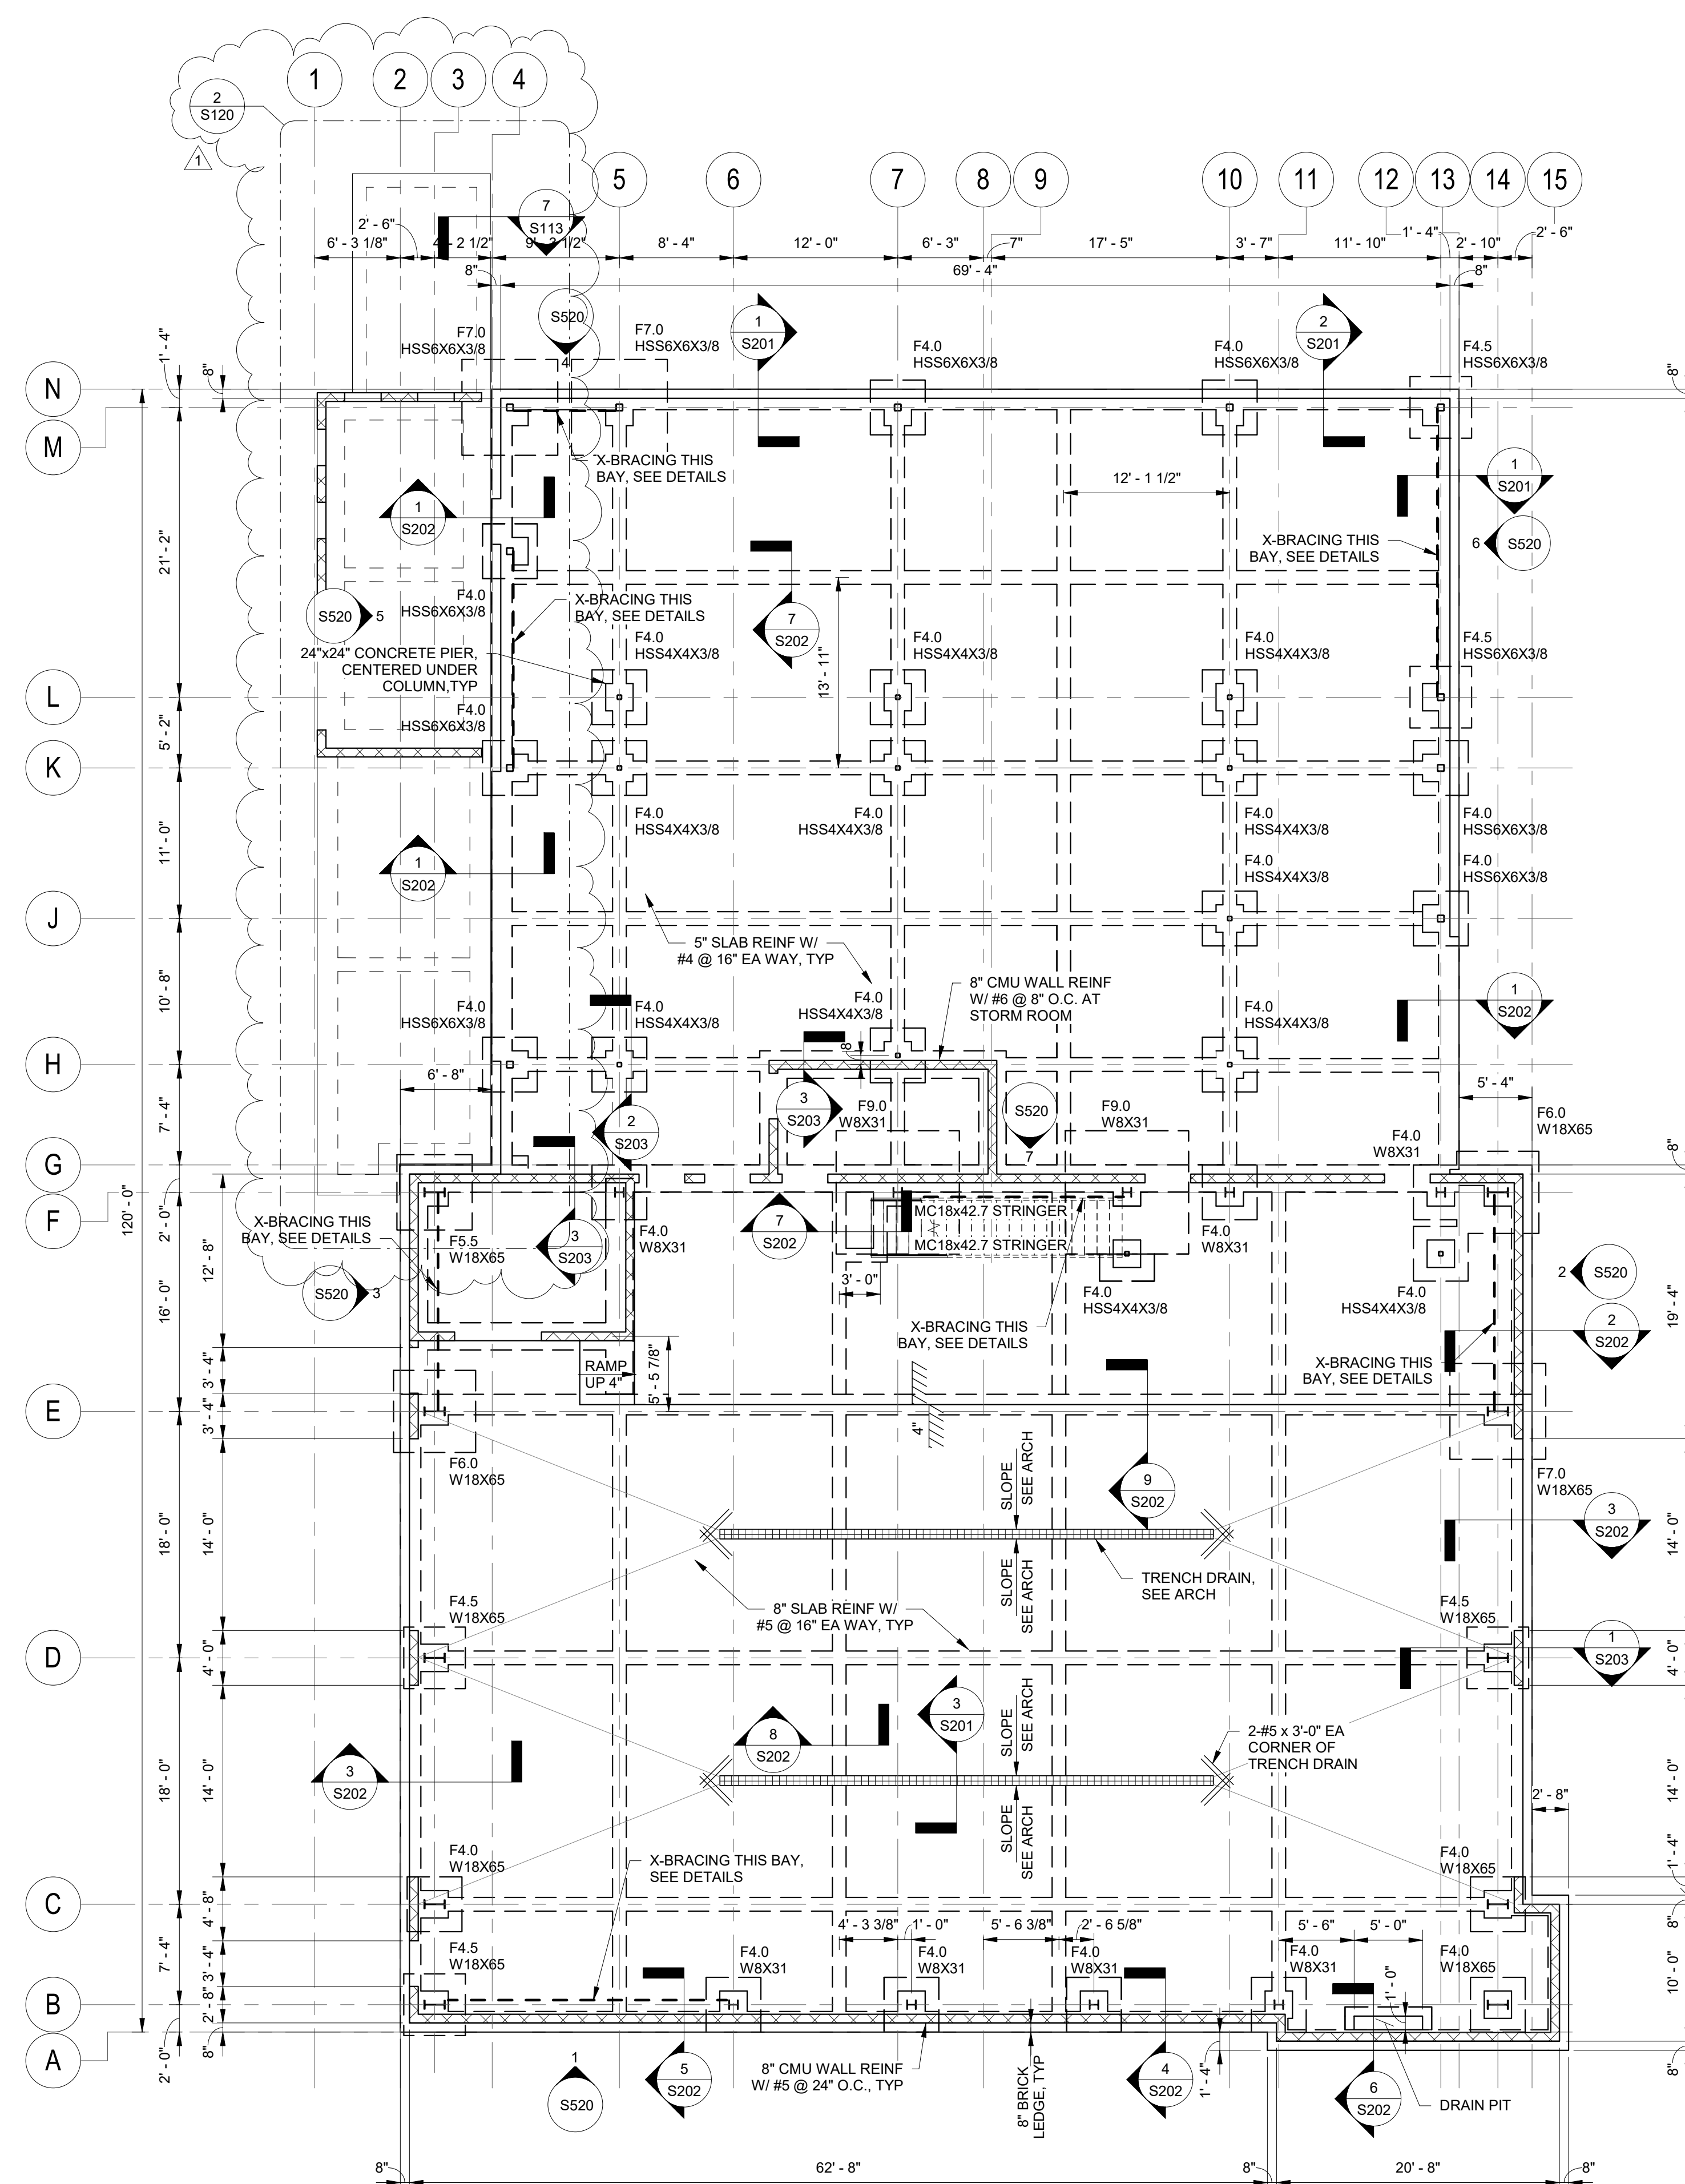 1
2
3
4
2
S120
1
5
6
7
8
9
10
11
12
13
14
15
7
S113
2' - 6"
6' - 3 1/8"
4' - 2 1/2"
9' - 3 1/2"
8' - 4"
12' - 0"
6' - 3"
7"
17' - 5"
3' - 7"
11' - 10"
1' - 4"
2' - 10"
2' - 6"
8"
69' - 4"
8"
S520
4
1
S201
2
S201
F7.0
HSS6X6X3/8
F7.0
HSS6X6X3/8
F4.0
HSS6X6X3/8
F4.0
HSS6X6X3/8
F4.5
HSS6X6X3/8
1' - 4"
8"
8"
N
M
X-BRACING THIS
BAY, SEE DETAILS
12' - 1 1/2"
1
S201
1
S202
X-BRACING THIS
BAY, SEE DETAILS
6
S520
21' - 2"
F4.0
HSS6X6X3/8
X-BRACING THIS
BAY, SEE DETAILS
S520
5
7
S202
24"x24" CONCRETE PIER,
CENTERED UNDER
COLUMN,TYP
F4.0
HSS4X4X3/8
F4.0
HSS4X4X3/8
F4.0
HSS4X4X3/8
F4.5
HSS6X6X3/8
13' - 11"
L
F4.0
HSS6X6X3/8
5' - 2"
K
F4.0
HSS4X4X3/8
F4.0
HSS4X4X3/8
F4.0
HSS4X4X3/8
F4.0
HSS6X6X3/8
11' - 0"
1
S202
F4.0
HSS4X4X3/8
F4.0
HSS6X6X3/8
J
5" SLAB REINF W/
#4 @ 16" EA WAY, TYP
10' - 8"
8" CMU WALL REINF
W/ #6 @ 8" O.C. AT
STORM ROOM
1
S202
F4.0
HSS6X6X3/8
F4.0
HSS4X4X3/8
F4.0
HSS4X4X3/8
F4.0
HSS4X4X3/8
8"
H
6' - 8"
5' - 4"
7' - 4"
3
S203
F9.0
W8X31
S520
7
F9.0
W8X31
2
S203
F6.0
W18X65
F4.0
W8X31
8"
G
F
120' - 0"
2' - 0"
12' - 8"
X-BRACING THIS
BAY, SEE DETAILS
F5.5
W18X65
3
S203
F4.0
W8X31
7
S202
MC18x42.7 STRINGER
MC18x42.7 STRINGER
F4.0
W8X31
3' - 0"
F4.0
HSS4X4X3/8
F4.0
HSS4X4X3/8
2
S520
S520
3
16' - 0"
19' - 4"
X-BRACING THIS
BAY, SEE DETAILS
2
S202
X-BRACING THIS
BAY, SEE DETAILS
RAMP
UP 4"
5' - 5 7/8"
3' - 4"
3' - 4"
E
4"
F6.0
W18X65
F7.0
W18X65
SLOPE
SEE ARCH
9
S202
3
S202
18' - 0"
14' - 0"
14' - 0"
SLOPE
SEE ARCH
TRENCH DRAIN,
SEE ARCH
F4.5
W18X65
8" SLAB REINF W/
#5 @ 16" EA WAY, TYP
F4.5
W18X65
D
4' - 0"
1
S203
4' - 0"
3
S201
8
S202
SLOPE
SEE ARCH
2-#5 x 3'-0" EA
CORNER OF
TRENCH DRAIN
3
S202
18' - 0"
14' - 0"
14' - 0"
2' - 8"
SLOPE
SEE ARCH
F4.0
W18X65
X-BRACING THIS BAY,
SEE DETAILS
F4.0
W18X65
1' - 4"
C
4' - 8"
8"
4' - 3 3/8"
1' - 0"
5' - 6 3/8"
2' - 6 5/8"
5' - 6"
5' - 0"
7' - 4"
3' - 4"
F4.5
W18X65
F4.0
W8X31
F4.0
W8X31
F4.0
W8X31
F4.0
W8X31
F4.0
W18X65
10' - 0"
1' - 0"
B
2' - 8"
A
2' - 0"
8"
1
S520
5
S202
8" CMU WALL REINF
W/ #5 @ 24" O.C., TYP
8" BRICK
LEDGE, TYP
4
S202
1' - 4"
6
S202
DRAIN PIT
8"
8"
62' - 8"
8"
20' - 8"
8"